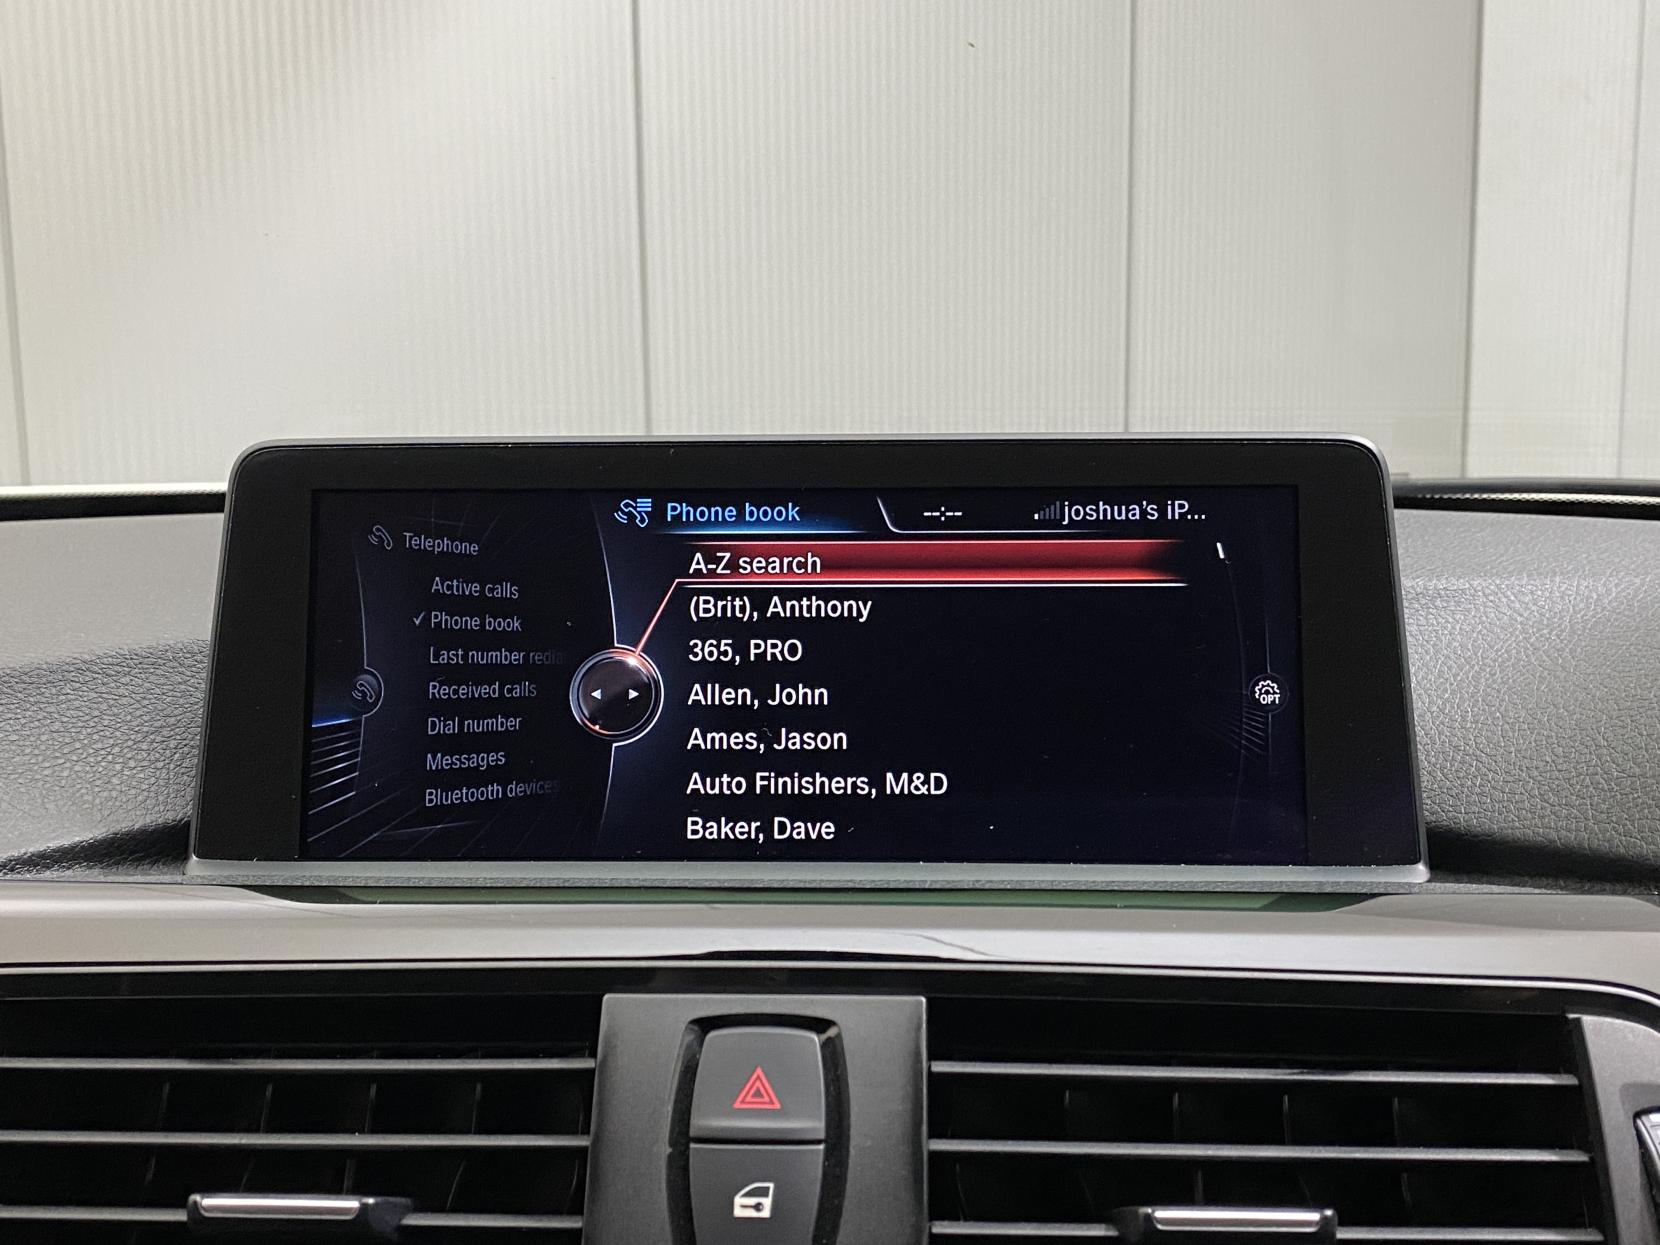 Phone book --:-- joshua's iP...
Telephone
Active calls
✓ Phone book
Last number redia
Received calls
Dial number
Messages
Bluetooth devices
A-Z search
(Brit), Anthony
365, PRO
Allen, John
Ames, Jason
Auto Finishers, M&D
Baker, Dave
OPT